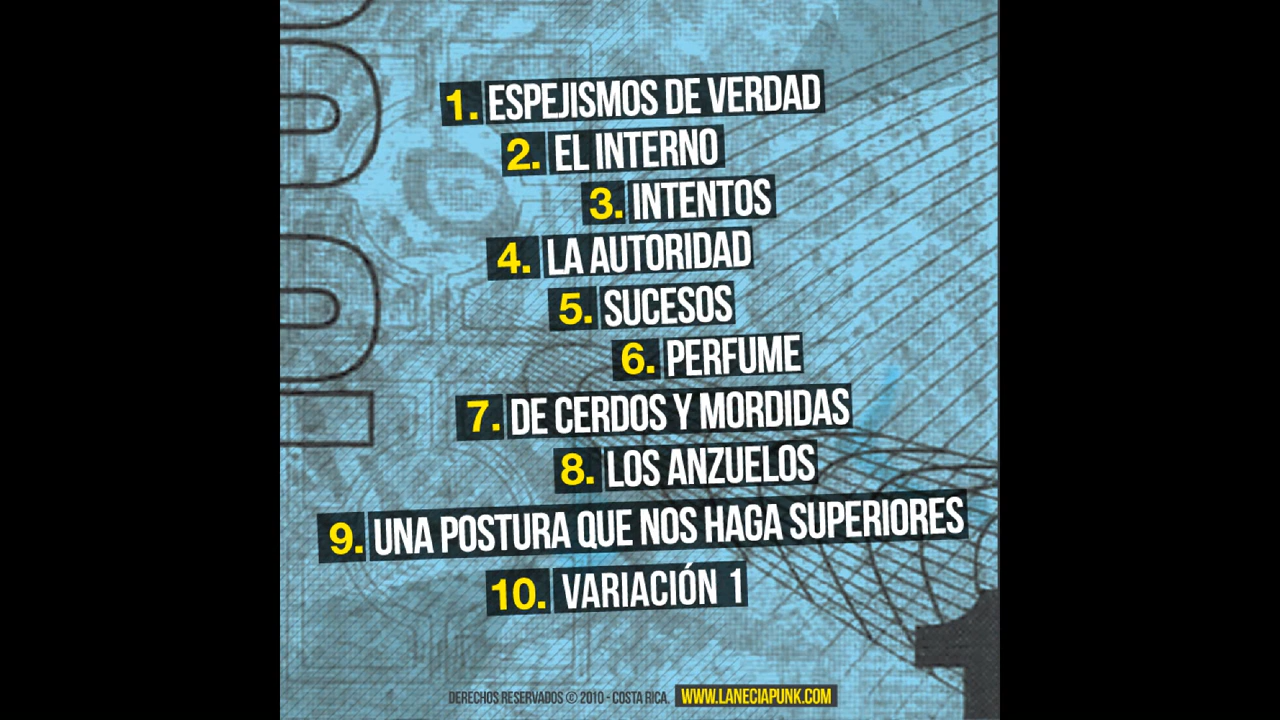 1. ESPEJISMOS DE VERDAD
2. EL INTERNO
3. INTENTOS
4. LA AUTORIDAD
5. SUCESOS
6. PERFUME
7. DE CERDOS Y MORDIDAS
8. LOS ANZUELOS
9. UNA POSTURA QUE NOS HAGA SUPERIORES
10. VARIACIÓN 1
DERECHOS RESERVADOS © 2010 - COSTA RICA. WWW.LANECIAPUNK.COM